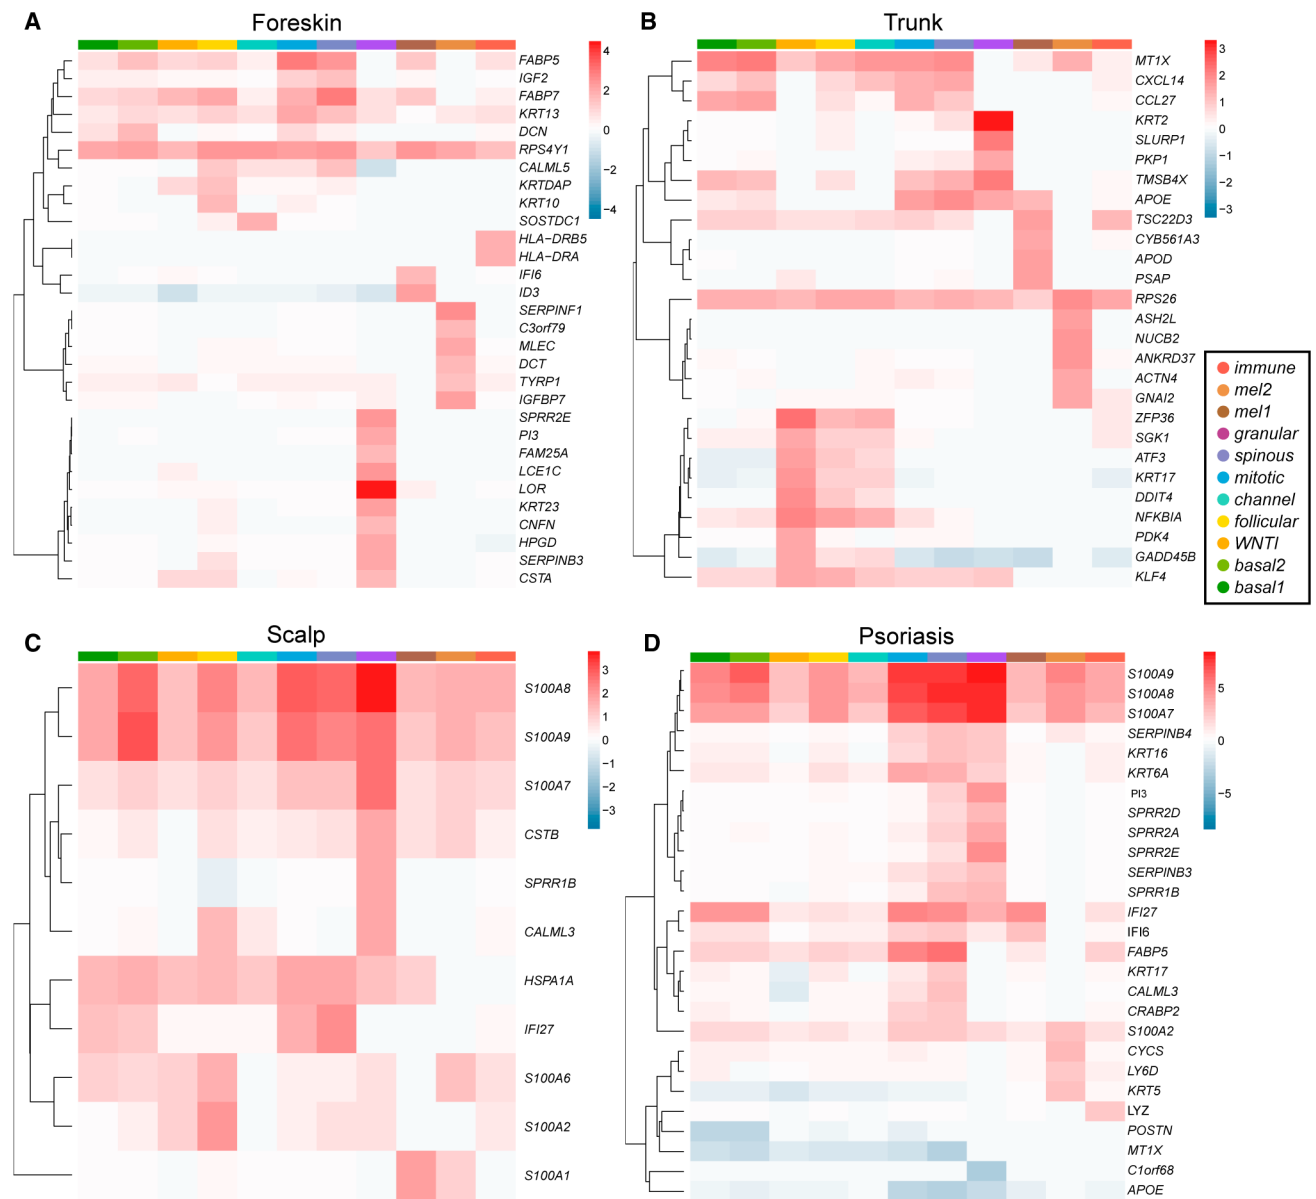 A
Foreskin
FABP5
IGF2
FABP7
KRT13
DCN
RPS4Y1
CALML5
KRTDAP
KRT10
SOSTDC1
HLA−DRB5
HLA−DRA
IFI6
ID3
SERPINF1
C3orf79
MLEC
DCT
TYRP1
IGFBP7
SPRR2E
PI3
FAM25A
LCE1C
LOR
KRT23
CNFN
HPGD
SERPINB3
CSTA
4
2
0
−2
−4
B
Trunk
MT1X
CXCL14
CCL27
KRT2
SLURP1
PKP1
TMSB4X
APOE
TSC22D3
CYB561A3
APOD
PSAP
RPS26
ASH2L
NUCB2
ANKRD37
ACTN4
GNAI2
ZFP36
SGK1
ATF3
KRT17
DDIT4
NFKBIA
PDK4
GADD45B
KLF4
3
2
1
0
−1
−2
−3
immune
mel2
mel1
granular
spinous
mitotic
channel
follicular
WNTI
basal2
basal1
C
Scalp
S100A8
S100A9
S100A7
CSTB
SPRR1B
CALML3
HSPA1A
IFI27
S100A6
S100A2
S100A1
3
2
1
0
−1
−2
−3
D
Psoriasis
S100A9
S100A8
S100A7
SERPINB4
KRT16
KRT6A
PI3
SPRR2D
SPRR2A
SPRR2E
SERPINB3
SPRR1B
IFI27
IFI6
FABP5
KRT17
CALML3
CRABP2
S100A2
CYCS
LY6D
KRT5
LYZ
POSTN
MT1X
C1orf68
APOE
5
0
−5